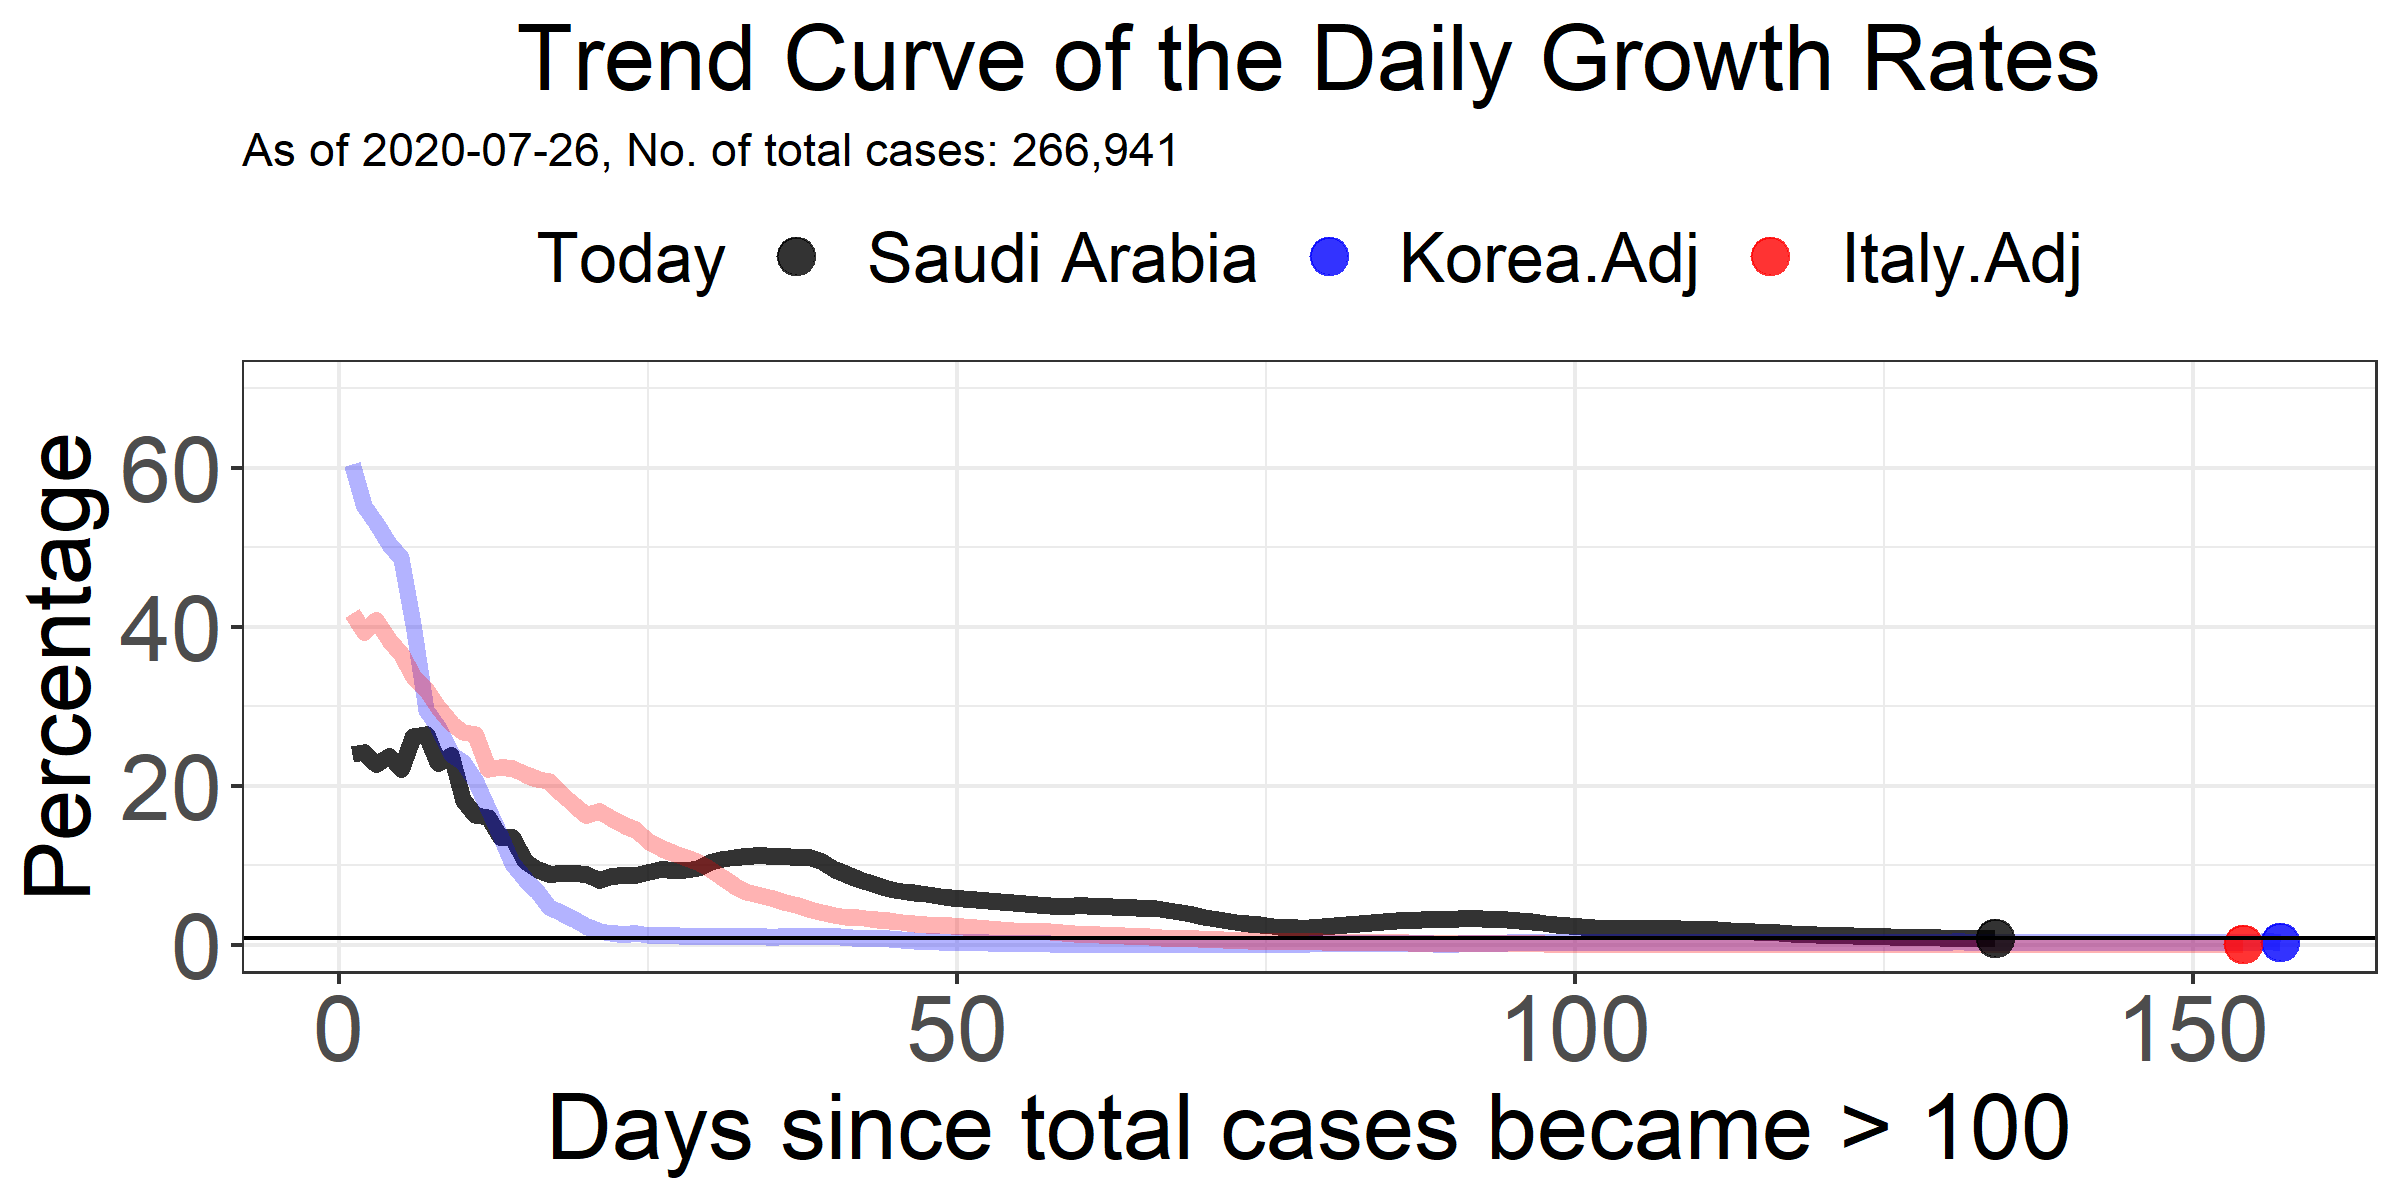 Trend Curve of the Daily Growth Rates
As of 2020-07-26, No. of total cases: 266,941
Today Saudi Arabia Korea.Adj Italy.Adj
Percentage
60
40
20
0
0 50 100 150
Days since total cases became > 100